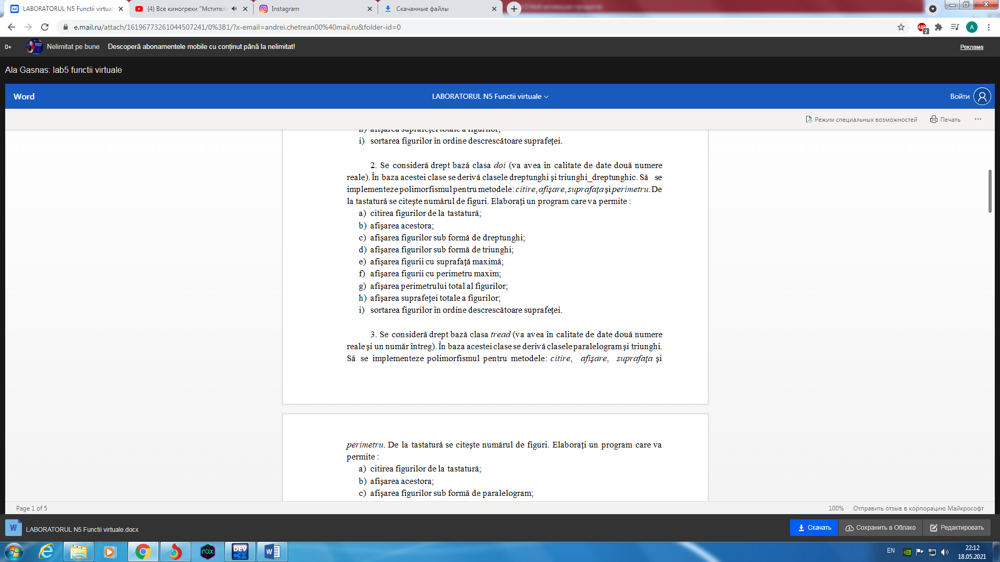 LABORATORUL N5 Functii virtuale
(4) Все киногрехи "Мстители
Instagram
Скачанные файлы
e.mail.ru/attach/16196773261044507241/0%3B1/?x-email=andrei.chetrean00%40mail.ru&folder-id=0
ABP
2
A
0+
Nelimitat pe bune
Descoperă abonamentele mobile cu conținut până la nelimitat!
Реклама
Ala Gasnas: lab5 functii virtuale
Word
LABORATORUL N5 Functii virtuale
Войти
Режим специальных возможностей
Печать
h) afişarea suprafeţei totale a figurilor;
i) sortarea figurilor în ordine descrescătoare suprafeţei.
2. Se consideră drept bază clasa doi (va avea în calitate de date două numere
reale). În baza acestei clase se derivă clasele dreptunghi şi triunghi_dreptunghic. Să se
implementeze polimorfismul pentru metodele: citire, afişare, suprafaţa şi perimetru. De
la tastatură se citeşte numărul de figuri. Elaboraţi un program care va permite :
a) citirea figurilor de la tastatură;
b) afişarea acestora;
c) afişarea figurilor sub formă de dreptunghi;
d) afişarea figurilor sub formă de triunghi;
e) afişarea figurii cu suprafaţă maximă;
f) afişarea figurii cu perimetru maxim;
g) afişarea perimetrului total al figurilor;
h) afişarea suprafeţei totale a figurilor;
i) sortarea figurilor în ordine descrescătoare suprafeţei.
3. Se consideră drept bază clasa tread (va avea în calitate de date două numere
reale şi un număr întreg). În baza acestei clase se derivă clasele paralelogram şi triunghi.
Să se implementeze polimorfismul pentru metodele: citire, afişare, suprafaţa şi
perimetru. De la tastatură se citeşte numărul de figuri. Elaboraţi un program care va
permite :
a) citirea figurilor de la tastatură;
b) afişarea acestora;
c) afişarea figurilor sub formă de paralelogram;
Page 1 of 5
100%
Отправить отзыв в корпорацию Майкрософт
W
LABORATORUL N5 Functii virtuale.docx
Скачать
Сохранить в Облако
Редактировать
nox
DEV
C++
W
EN
22:12
18.05.2021